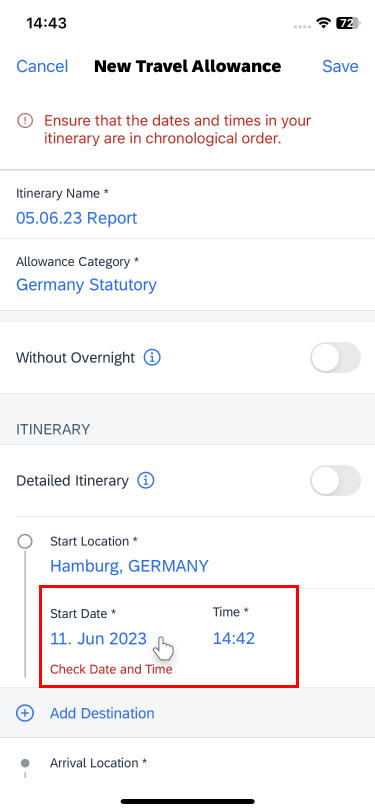 14:43
72
Cancel New Travel Allowance Save
Ensure that the dates and times in your
itinerary are in chronological order.
Itinerary Name *
05.06.23 Report
Allowance Category *
Germany Statutory
Without Overnight
ITINERARY
Detailed Itinerary
Start Location *
Hamburg, GERMANY
Start Date * Time *
11. Jun 2023 14:42
Check Date and Time
Add Destination
Arrival Location *